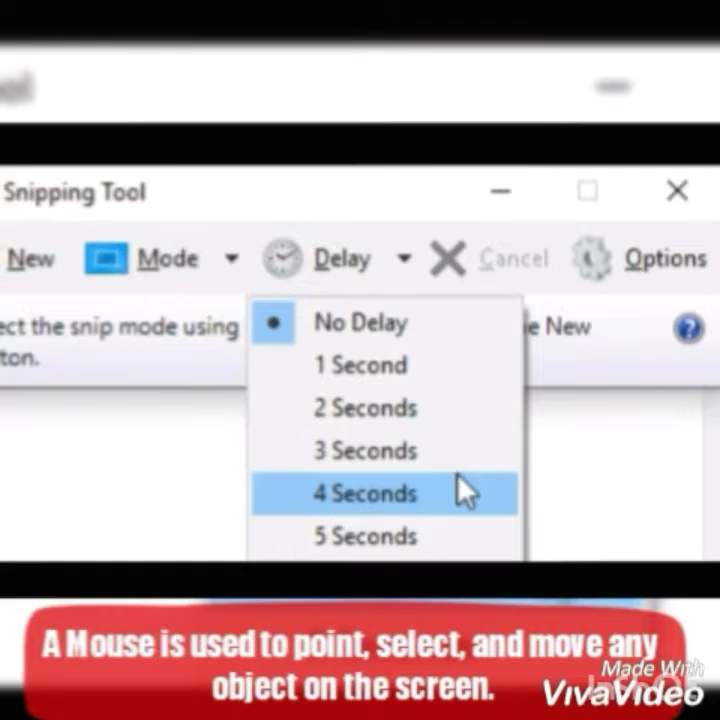 Snipping Tool
New Mode Delay Cancel Options
ect the snip mode using
e New
ton.
No Delay
1 Second
2 Seconds
3 Seconds
4 Seconds
5 Seconds
A Mouse is used to point, select, and move any
object on the screen.
Made With
VivaVideo